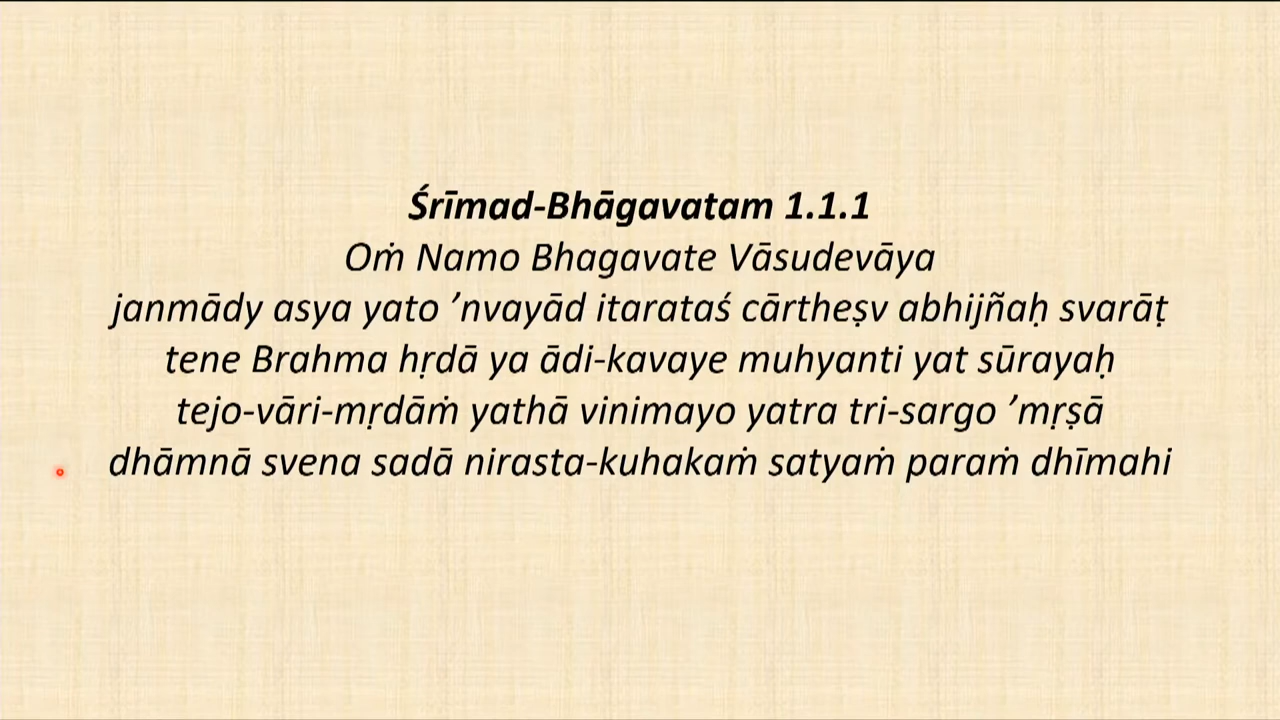 Śrīmad-Bhāgavatam 1.1.1
Oṁ Namo Bhagavate Vāsudevāya
janmādy asya yato ’nvayād itarataś cārtheṣv abhijñaḥ svarāṭ
tene Brahma hṛdā ya ādi-kavaye muhyanti yat sūrayaḥ
tejo-vāri-mṛdāṁ yathā vinimayo yatra tri-sargo ’mṛṣā
dhāmnā svena sadā nirasta-kuhakaṁ satyaṁ paraṁ dhīmahi